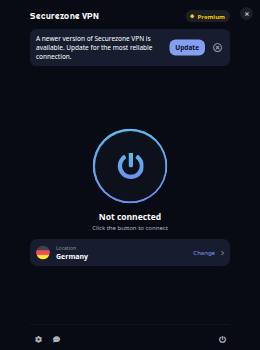 Securezone VPN
Premium
A newer version of Securezone VPN is
available. Update for the most reliable
connection.
Update
Not connected
Click the button to connect
Location
Germany
Change